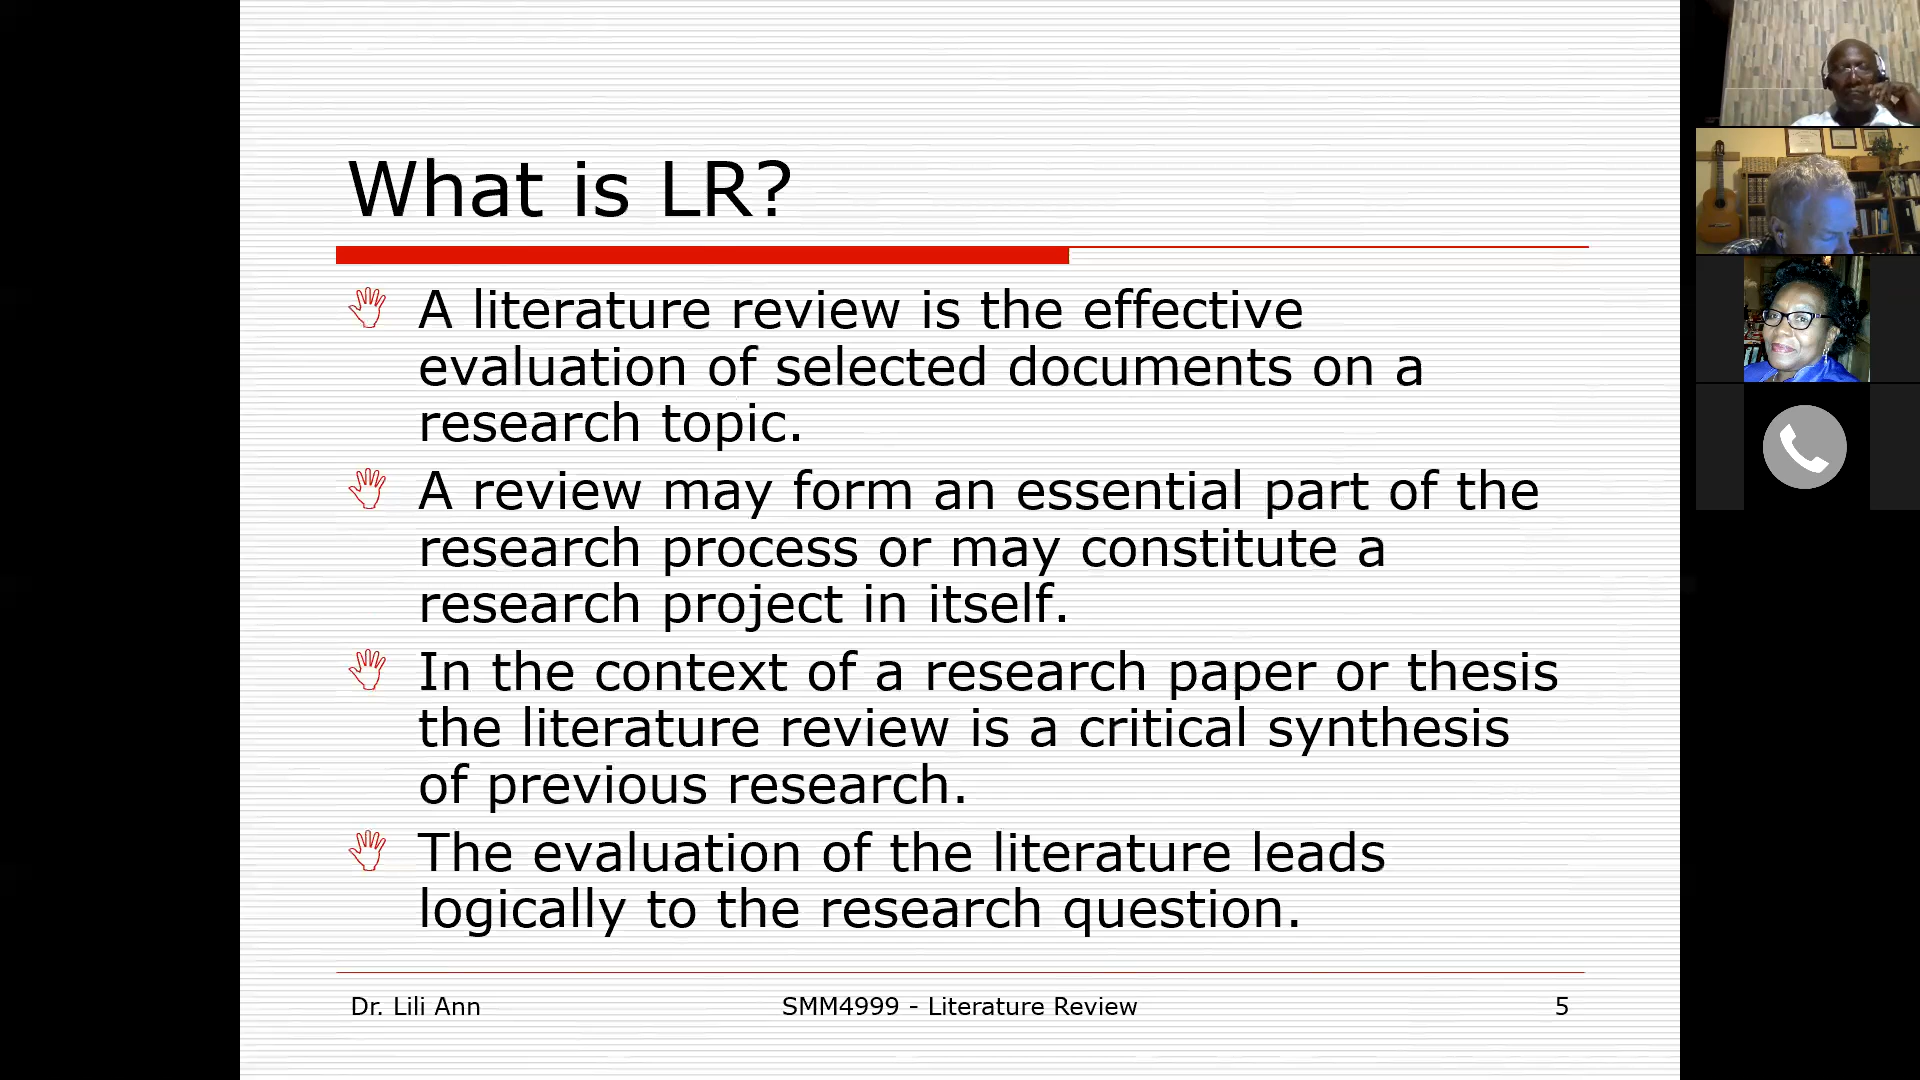 What is LR?
A literature review is the effective
evaluation of selected documents on a
research topic.
A review may form an essential part of the
research process or may constitute a
research project in itself.
In the context of a research paper or thesis
the literature review is a critical synthesis
of previous research.
The evaluation of the literature leads
logically to the research question.
Dr. Lili Ann
SMM4999 - Literature Review
5